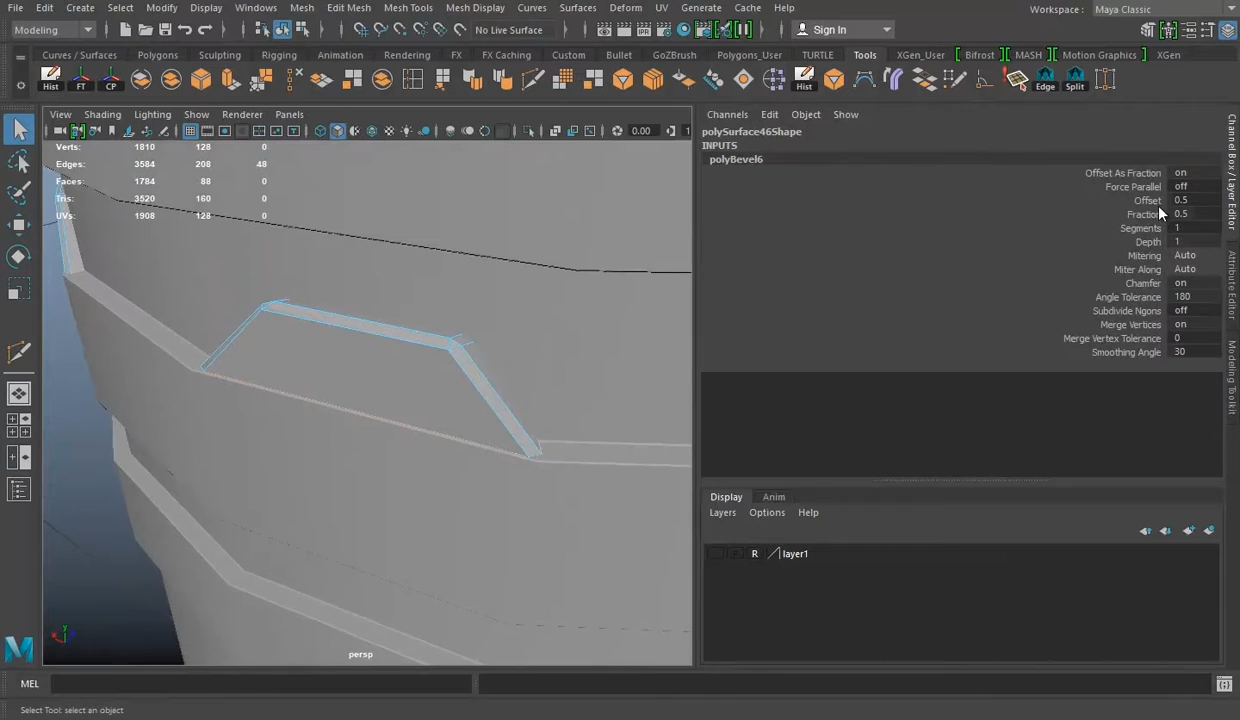 File Edit Create Select Modify Display Windows Mesh Edit Mesh Mesh Tools Mesh Display Curves Surfaces Deform UV Generate Cache Help
Workspace : Maya Classic
Modeling No Live Surface Sign In
Curves / Surfaces Polygons Sculpting Rigging Animation Rendering FX FX Caching Custom Bullet GoZBrush Polygons_User TURTLE Tools XGen_User Bifrost MASH Motion Graphics XGen
Hist FT CP Hist Edge Split
View Shading Lighting Show Renderer Panels
0.00 1
Verts: 1810 128 0
Edges: 3584 208 48
Faces: 1784 88 0
Tris: 3520 160 0
UVs: 1908 128 0
persp
Channels Edit Object Show
polySurface46Shape
INPUTS
polyBevel6
Offset As Fraction on
Force Parallel off
Offset 0.5
Fraction 0.5
Segments 1
Depth 1
Mitering Auto
Miter Along Auto
Chamfer on
Angle Tolerance 180
Subdivide Ngons off
Merge Vertices on
Merge Vertex Tolerance 0
Smoothing Angle 30
Display Anim
Layers Options Help
R layer1
Channel Box / Layer Editor
Attribute Editor
Modeling Toolkit
MEL
Select Tool: select an object